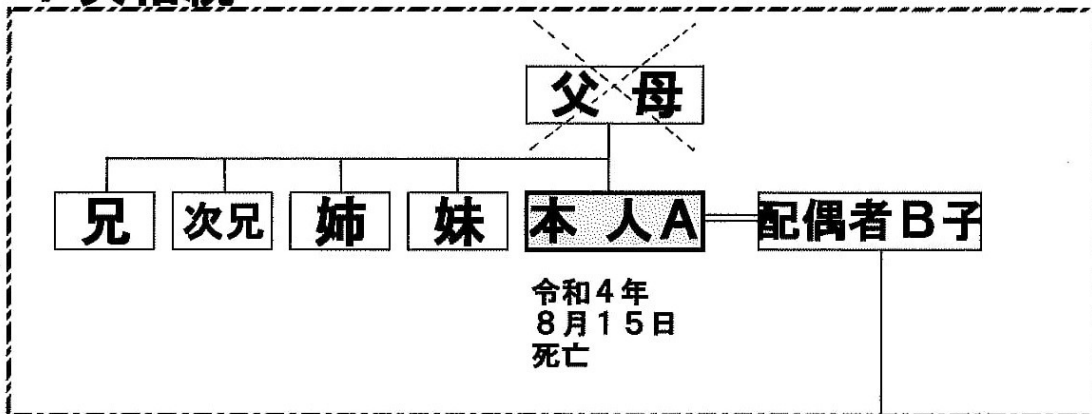 父 母
兄
次兄
姉
妹
本 人A
配偶者B子
令和4年
8月15日
死亡